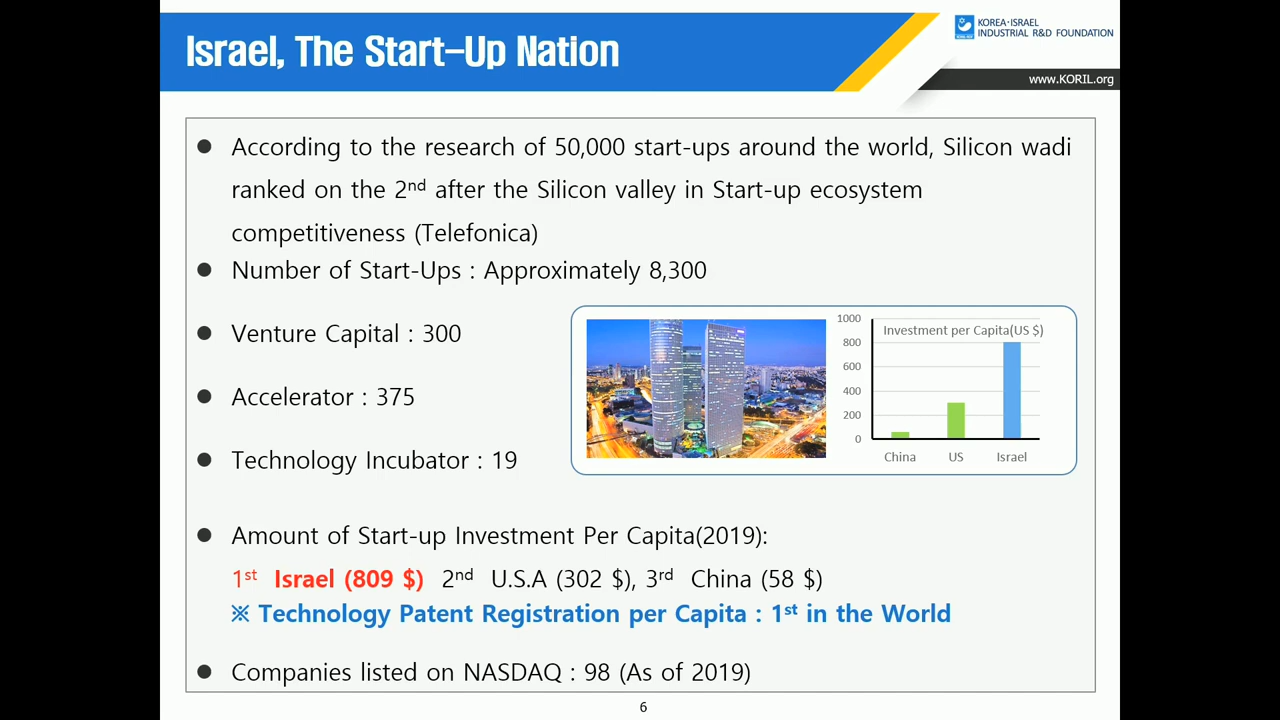 Israel, The Start-Up Nation
KOREA·ISRAEL
INDUSTRIAL R&D FOUNDATION
www.KORIL.org
● According to the research of 50,000 start-ups around the world, Silicon wadi
ranked on the 2nd after the Silicon valley in Start-up ecosystem
competitiveness (Telefonica)
● Number of Start-Ups : Approximately 8,300
● Venture Capital : 300
● Accelerator : 375
● Technology Incubator : 19
Investment per Capita(US $)
1000
800
600
400
200
0
China US Israel
● Amount of Start-up Investment Per Capita(2019):
1st Israel (809 $) 2nd U.S.A (302 $), 3rd China (58 $)
※ Technology Patent Registration per Capita : 1st in the World
● Companies listed on NASDAQ : 98 (As of 2019)
6